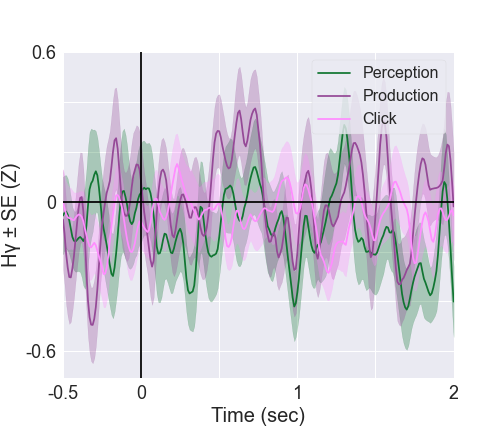 0.6
0
-0.6
Hγ ± SE (Z)
Perception
Production
Click
-0.5 0 1 2
Time (sec)